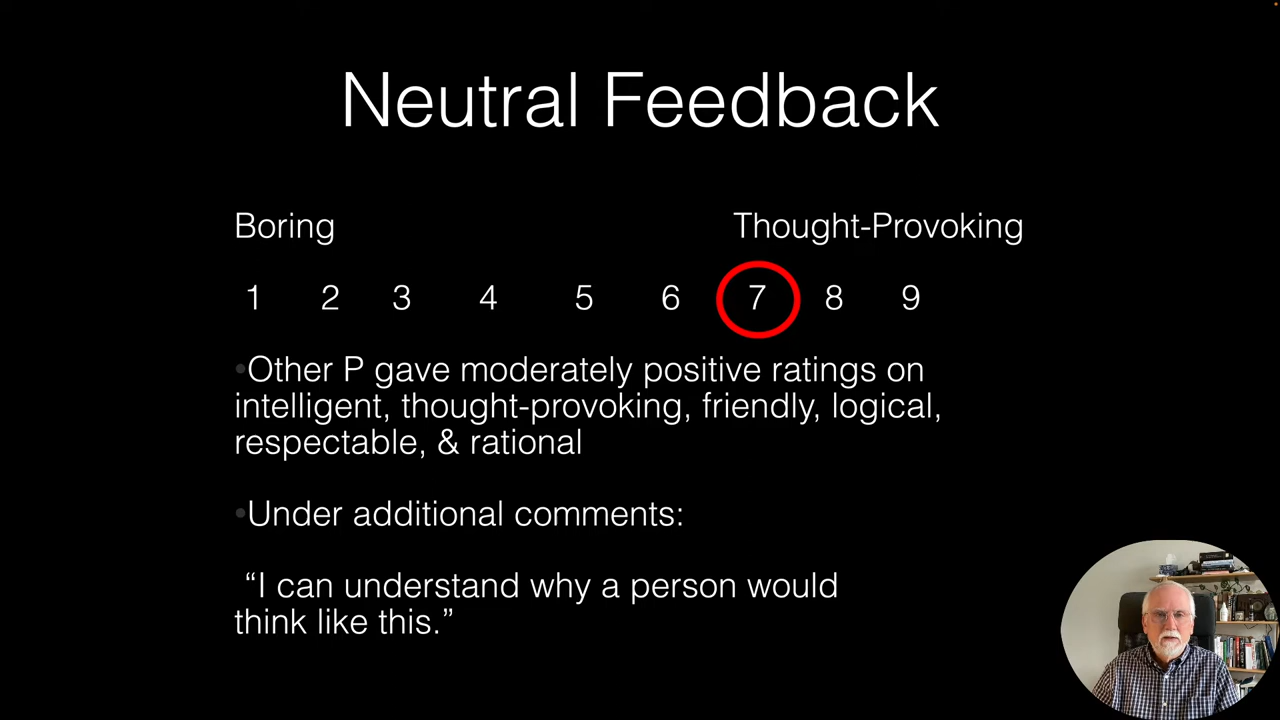 Neutral Feedback
Boring Thought-Provoking
1 2 3 4 5 6 7 8 9
•Other P gave moderately positive ratings on
intelligent, thought-provoking, friendly, logical,
respectable, & rational
•Under additional comments:
“I can understand why a person would
think like this.”